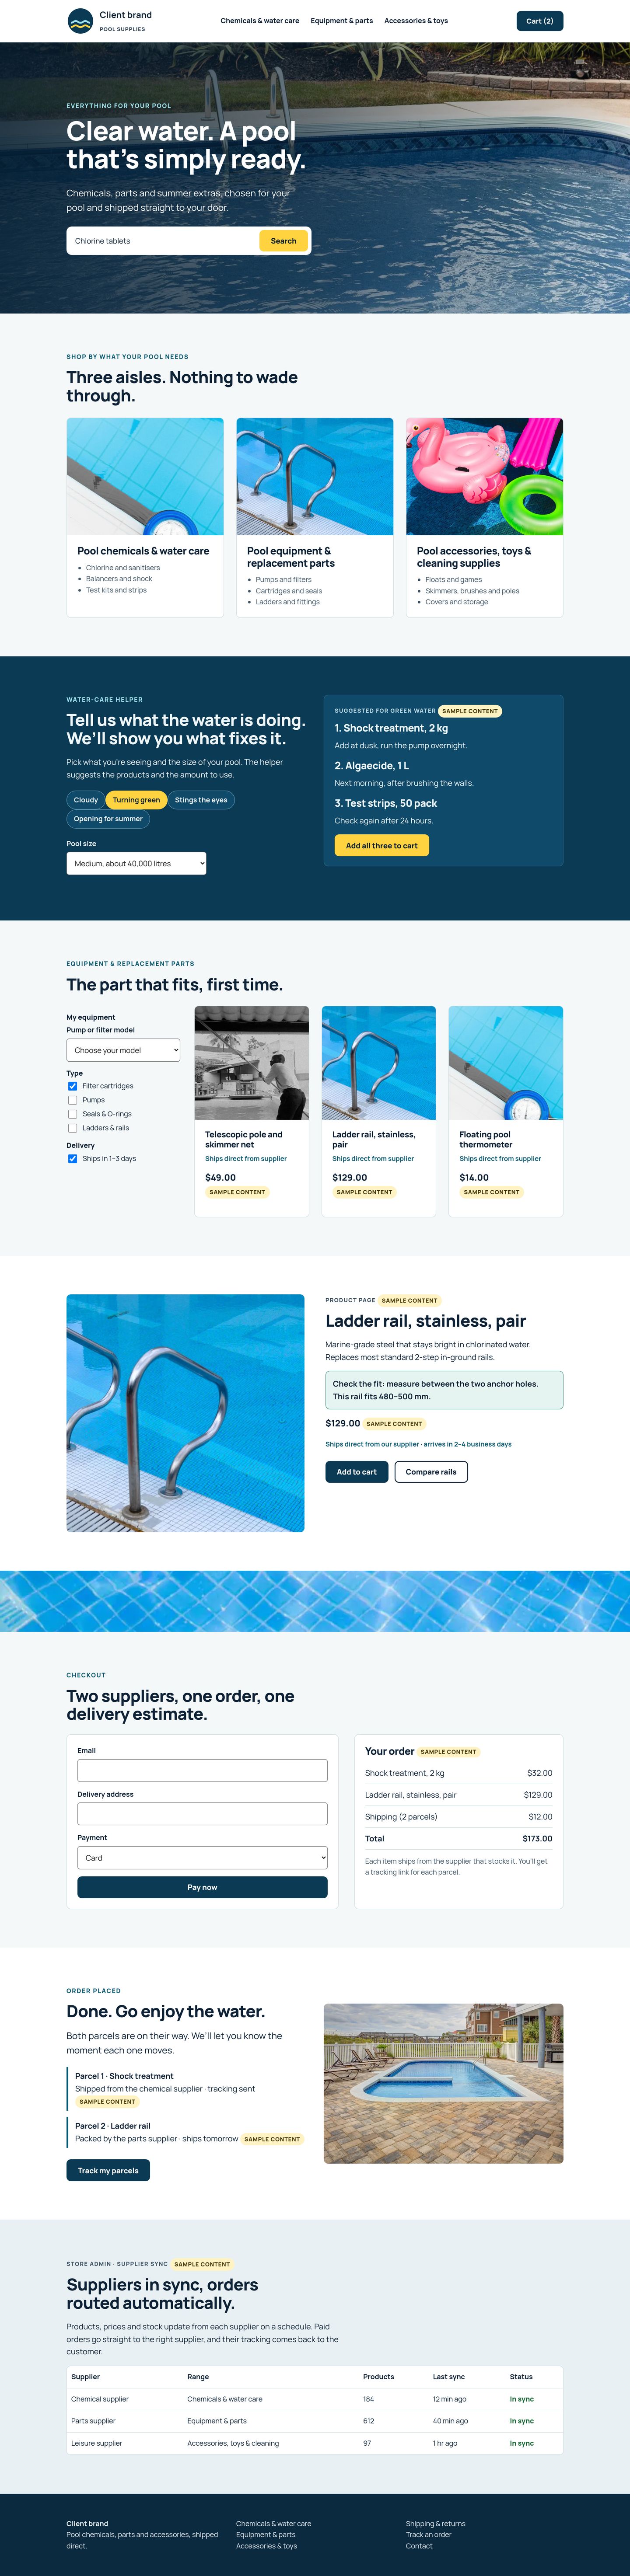 Client brand
POOL SUPPLIES
Chemicals & water care
Equipment & parts
Accessories & toys
Cart (2)
EVERYTHING FOR YOUR POOL
Clear water. A pool
that’s simply ready.
Chemicals, parts and summer extras, chosen for your
pool and shipped straight to your door.
Chlorine tablets
Search
SHOP BY WHAT YOUR POOL NEEDS
Three aisles. Nothing to wade
through.
Pool chemicals & water care
Chlorine and sanitisers
Balancers and shock
Test kits and strips
Pool equipment &
replacement parts
Pumps and filters
Cartridges and seals
Ladders and fittings
Pool accessories, toys &
cleaning supplies
Floats and games
Skimmers, brushes and poles
Covers and storage
WATER-CARE HELPER
Tell us what the water is doing.
We’ll show you what fixes it.
Pick what you’re seeing and the size of your pool. The helper
suggests the products and the amount to use.
Cloudy
Turning green
Stings the eyes
Opening for summer
Pool size
Medium, about 40,000 litres
SUGGESTED FOR GREEN WATER SAMPLE CONTENT
1. Shock treatment, 2 kg
Add at dusk, run the pump overnight.
2. Algaecide, 1 L
Next morning, after brushing the walls.
3. Test strips, 50 pack
Check again after 24 hours.
Add all three to cart
EQUIPMENT & REPLACEMENT PARTS
The part that fits, first time.
My equipment
Pump or filter model
Choose your model
Type
Filter cartridges
Pumps
Seals & O-rings
Ladders & rails
Delivery
Ships in 1–3 days
Telescopic pole and
skimmer net
Ships direct from supplier
$49.00
SAMPLE CONTENT
Ladder rail, stainless,
pair
Ships direct from supplier
$129.00
SAMPLE CONTENT
Floating pool
thermometer
Ships direct from supplier
$14.00
SAMPLE CONTENT
PRODUCT PAGE SAMPLE CONTENT
Ladder rail, stainless, pair
Marine-grade steel that stays bright in chlorinated water.
Replaces most standard 2-step in-ground rails.
Check the fit: measure between the two anchor holes.
This rail fits 480–500 mm.
$129.00 SAMPLE CONTENT
Ships direct from our supplier · arrives in 2–4 business days
Add to cart
Compare rails
CHECKOUT
Two suppliers, one order, one
delivery estimate.
Email
Delivery address
Payment
Card
Pay now
Your order SAMPLE CONTENT
Shock treatment, 2 kg $32.00
Ladder rail, stainless, pair $129.00
Shipping (2 parcels) $12.00
Total $173.00
Each item ships from the supplier that stocks it. You’ll get
a tracking link for each parcel.
ORDER PLACED
Done. Go enjoy the water.
Both parcels are on their way. We’ll let you know the
moment each one moves.
Parcel 1 · Shock treatment
Shipped from the chemical supplier · tracking sent
SAMPLE CONTENT
Parcel 2 · Ladder rail
Packed by the parts supplier · ships tomorrow SAMPLE CONTENT
Track my parcels
STORE ADMIN · SUPPLIER SYNC SAMPLE CONTENT
Suppliers in sync, orders
routed automatically.
Products, prices and stock update from each supplier on a schedule. Paid
orders go straight to the right supplier, and their tracking comes back to the
customer.
Supplier Range Products Last sync Status
Chemical supplier Chemicals & water care 184 12 min ago In sync
Parts supplier Equipment & parts 612 40 min ago In sync
Leisure supplier Accessories, toys & cleaning 97 1 hr ago In sync
Client brand
Pool chemicals, parts and accessories, shipped
direct.
Chemicals & water care
Equipment & parts
Accessories & toys
Shipping & returns
Track an order
Contact